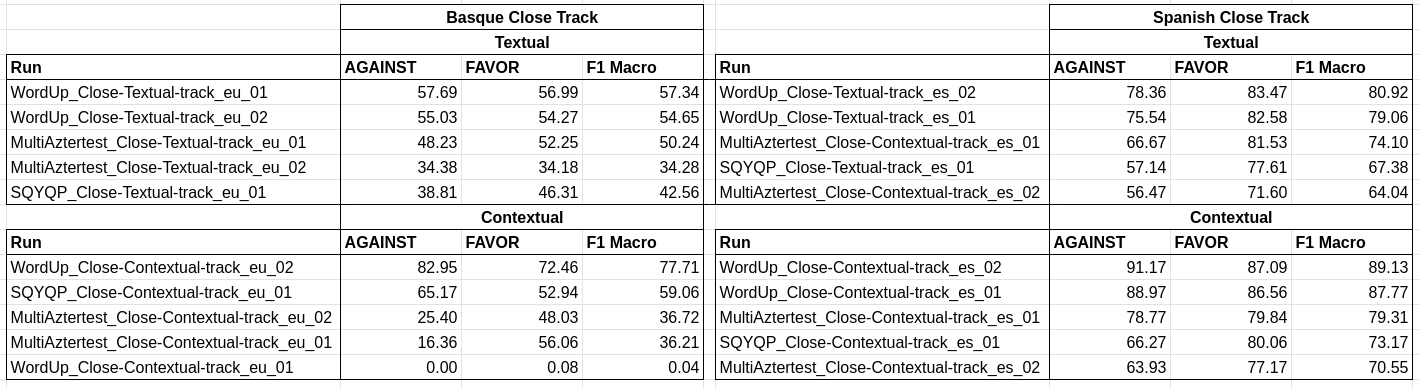 Basque Close Track Spanish Close Track
Textual Textual
Run AGAINST FAVOR F1 Macro Run AGAINST FAVOR F1 Macro
WordUp_Close-Textual-track_eu_01 57.69 56.99 57.34 WordUp_Close-Textual-track_es_02 78.36 83.47 80.92
WordUp_Close-Textual-track_eu_02 55.03 54.27 54.65 WordUp_Close-Textual-track_es_01 75.54 82.58 79.06
MultiAztertest_Close-Textual-track_eu_01 48.23 52.25 50.24 MultiAztertest_Close-Contextual-track_es_01 66.67 81.53 74.10
MultiAztertest_Close-Textual-track_eu_02 34.38 34.18 34.28 SQYQP_Close-Textual-track_es_01 57.14 77.61 67.38
SQYQP_Close-Textual-track_eu_01 38.81 46.31 42.56 MultiAztertest_Close-Contextual-track_es_02 56.47 71.60 64.04
Contextual Contextual
Run AGAINST FAVOR F1 Macro Run AGAINST FAVOR F1 Macro
WordUp_Close-Contextual-track_eu_02 82.95 72.46 77.71 WordUp_Close-Contextual-track_es_02 91.17 87.09 89.13
SQYQP_Close-Contextual-track_eu_01 65.17 52.94 59.06 WordUp_Close-Contextual-track_es_01 88.97 86.56 87.77
MultiAztertest_Close-Contextual-track_eu_02 25.40 48.03 36.72 MultiAztertest_Close-Contextual-track_es_01 78.77 79.84 79.31
MultiAztertest_Close-Contextual-track_eu_01 16.36 56.06 36.21 SQYQP_Close-Contextual-track_es_01 66.27 80.06 73.17
WordUp_Close-Contextual-track_eu_01 0.00 0.08 0.04 MultiAztertest_Close-Contextual-track_es_02 63.93 77.17 70.55